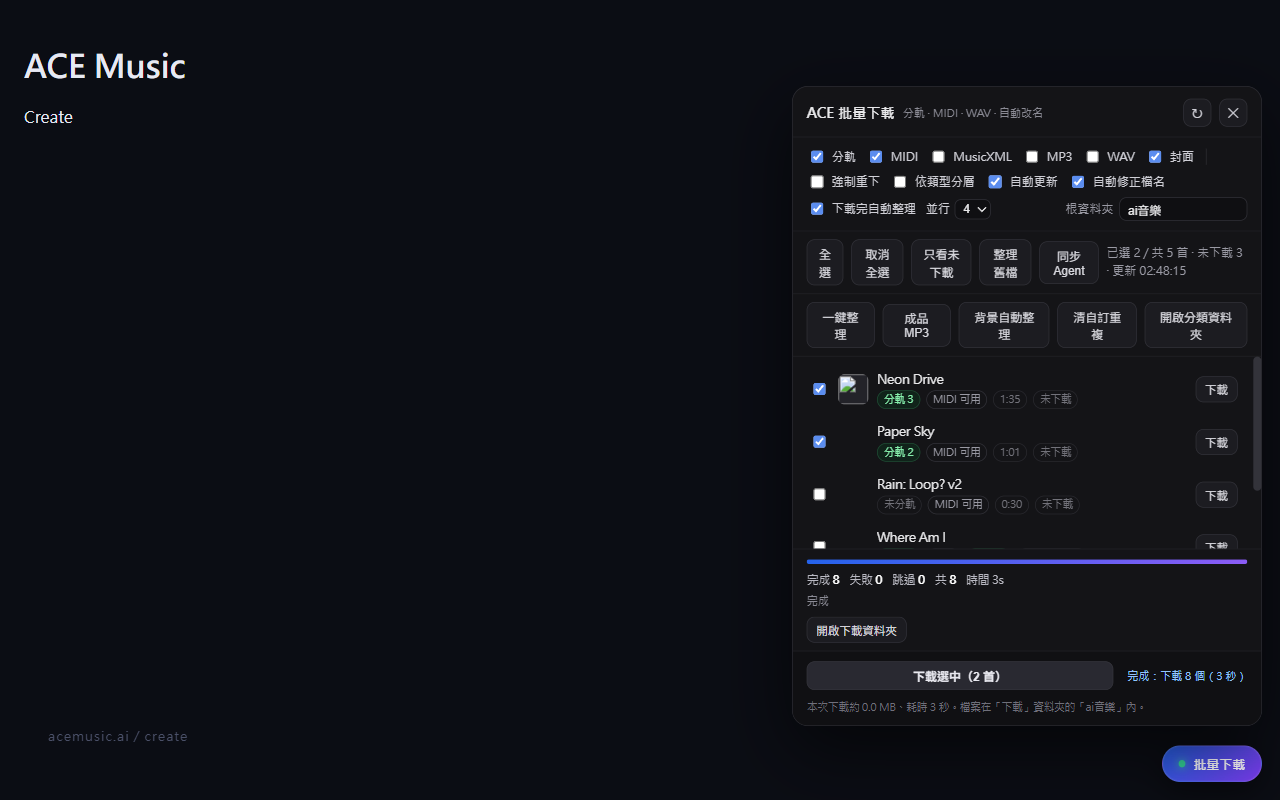 ACE Music
Create
acemusic.ai / create
ACE 批量下載 分軌 · MIDI · WAV · 自動改名 ↻ ✕
分軌 MIDI MusicXML MP3 WAV 封面
強制重下 依類型分層 自動更新 自動修正檔名
下載完自動整理 並行 4 根資料夾 ai音樂
全選 取消全選 只看未下載 整理舊檔 同步 Agent 已選 2 / 共 5 首 · 未下載 3 · 更新 02:48:15
一鍵整理 成品 MP3 背景自動整理 清自訂重複 開啟分類資料夾
Neon Drive
分軌 3 MIDI 可用 1:35 未下載 下載
Paper Sky
分軌 2 MIDI 可用 1:01 未下載 下載
Rain: Loop? v2
未分軌 MIDI 可用 0:30 未下載 下載
Where Am I
下載
完成 8 失敗 0 跳過 0 共 8 時間 3s
完成
開啟下載資料夾
下載選中（2 首） 完成：下載 8 個 ( 3 秒 )
本次下載約 0.0 MB、耗時 3 秒。檔案在「下載」資料夾的「ai音樂」內。
批量下載